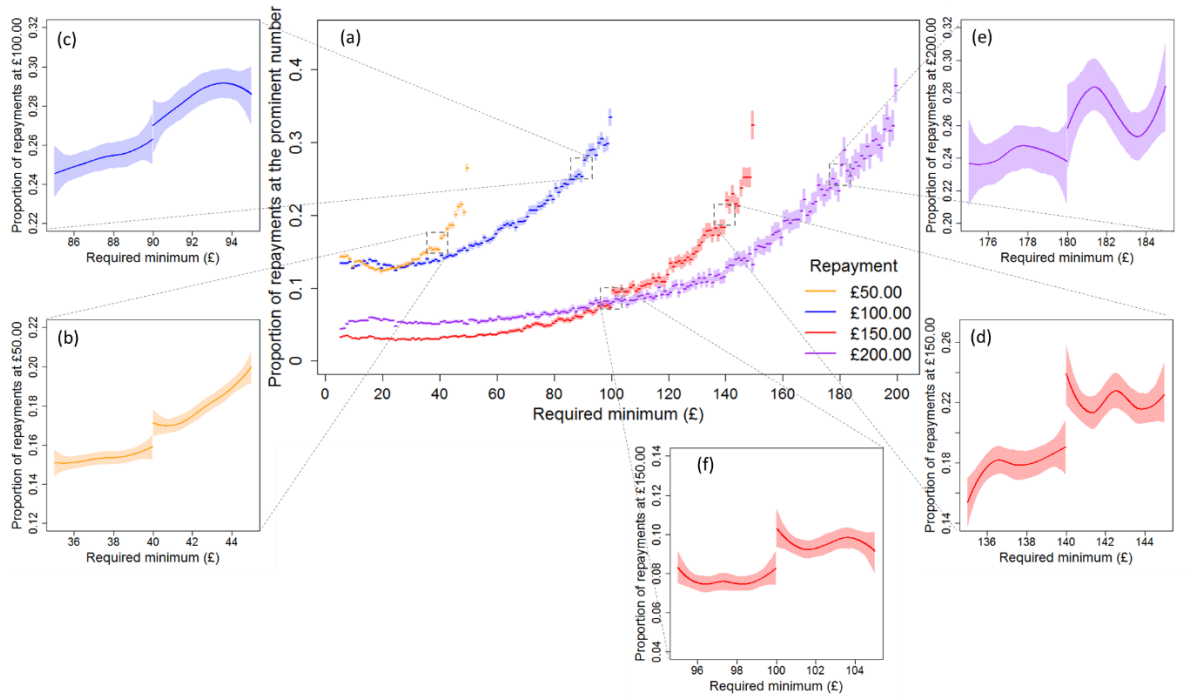 (c)
Proportion of repayments at £100.00
0.22 0.24 0.26 0.28 0.30 0.32
86 88 90 92 94
Required minimum (£)
(a)
Proportion of repayments at the prominent number
0 0.1 0.2 0.3 0.4
0 20 40 60 80 100 120 140 160 180 200
Required minimum (£)
Repayment
£50.00
£100.00
£150.00
£200.00
(e)
Proportion of repayments at £200.00
0.20 0.22 0.24 0.26 0.28 0.30 0.32
176 178 180 182 184
Required minimum (£)
(b)
Proportion of repayments at £50.00
0.12 0.14 0.16 0.18 0.20 0.22
36 38 40 42 44
Required minimum (£)
(d)
Proportion of repayments at £150.00
0.14 0.18 0.22 0.26
136 138 140 142 144
Required minimum (£)
(f)
Proportion of repayments at £150.00
0.04 0.06 0.08 0.10 0.12 0.14
96 98 100 102 104
Required minimum (£)